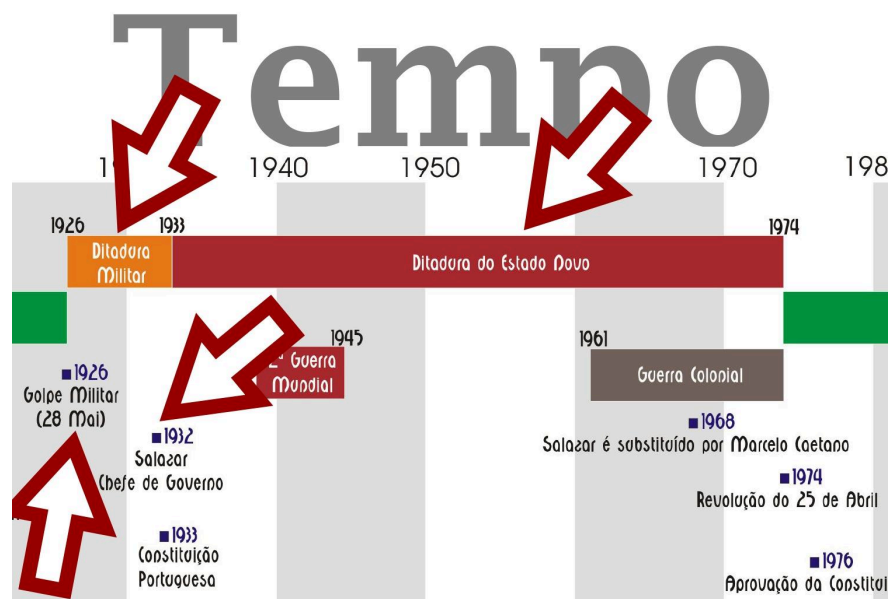 Tempo
1940
1950
1970
198
1926
1933
1974
Ditadura
Militar
Ditadura do Estado Novo
1945
1961
2ª Guerra
Mundial
Guerra Colonial
1926
Golpe Militar
(28 Mai)
1932
Salazar
Chefe de Governo
1933
Constituição
Portuguesa
1968
Salazar é substituído por Marcelo Caetano
1974
Revolução do 25 de Abril
1976
Aprovação da Constitui